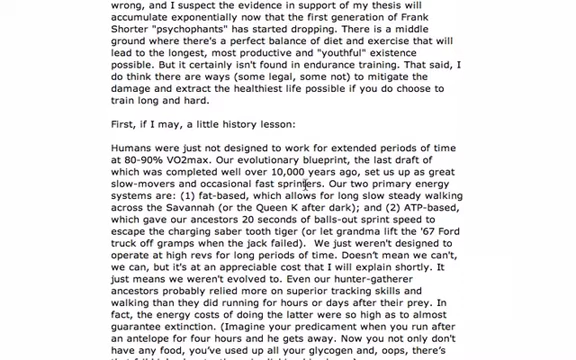 wrong, and I suspect the evidence in support of my thesis will
accumulate exponentially now that the first generation of Frank
Shorter "psychophants" has started dropping. There is a middle
ground where there's a perfect balance of diet and exercise that will
lead to the longest, most productive and "youthful" existence
possible. But it certainly isn't found in endurance training. That said, I
do think there are ways (some legal, some not) to mitigate the
damage and extract the healthiest life possible if you do choose to
train long and hard.
First, if I may, a little history lesson:
Humans were just not designed to work for extended periods of time
at 80-90% VO2max. Our evolutionary blueprint, the last draft of
which was completed well over 10,000 years ago, set us up as great
slow-movers and occasional fast sprinters. Our two primary energy
systems are: (1) fat-based, which allows for long slow steady walking
across the Savannah (or the Queen K after dark); and (2) ATP-based,
which gave our ancestors 20 seconds of balls-out sprint speed to
escape the charging saber tooth tiger (or let grandma lift the '67 Ford
truck off gramps when the jack failed). We just weren't designed to
operate at high revs for long periods of time. Doesn't mean we can't,
we can, but it's at an appreciable cost that I will explain shortly. It
just means we weren't evolved to. Even our hunter-gatherer
ancestors probably relied more on superior tracking skills and
walking than they did running for hours or days after their prey. In
fact, the energy costs of doing the latter were so high as to almost
guarantee extinction. (Imagine your predicament when you run after
an antelope for four hours and he gets away. Now you not only don't
have any food, you've used up all your glycogen and, oops, there's